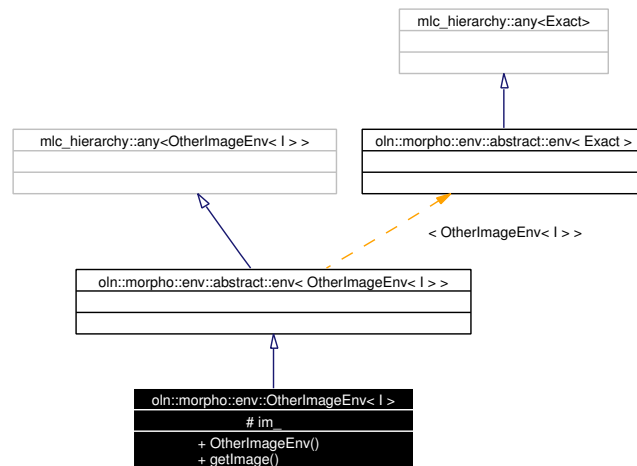 mlc_hierarchy::any<Exact>
mlc_hierarchy::any<OtherImageEnv< I > >
oln::morpho::env::abstract::env< Exact >
< OtherImageEnv< I > >
oln::morpho::env::abstract::env< OtherImageEnv< I > >
oln::morpho::env::OtherImageEnv< I >
# im_
+ OtherImageEnv()
+ getImage()